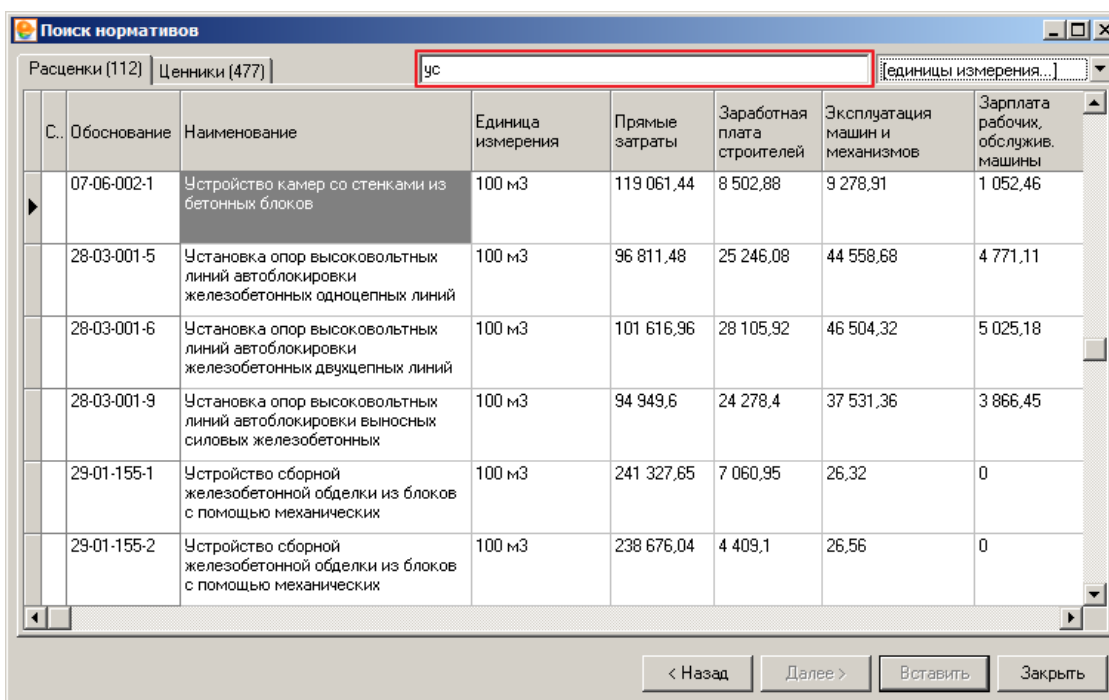 Поиск нормативов
Расценки (112) Ценники (477) ус [единицы измерения...]
С.. Обоснование Наименование Единица измерения Прямые затраты Заработная плата строителей Эксплуатация машин и механизмов Зарплата рабочих, обслужив. машины
07-06-002-1 Устройство камер со стенками из 100 м3 119 061,44 8 502,88 9 278,91 1 052,46
бетонных блоков
28-03-001-5 Установка опор высоковольтных 100 м3 96 811,48 25 246,08 44 558,68 4 771,11
линий автоблокировки
железобетонных одноцепных линий
28-03-001-6 Установка опор высоковольтных 100 м3 101 616,96 28 105,92 46 504,32 5 025,18
линий автоблокировки
железобетонных двухцепных линий
28-03-001-9 Установка опор высоковольтных 100 м3 94 949,6 24 278,4 37 531,36 3 866,45
линий автоблокировки выносных
силовых железобетонных
29-01-155-1 Устройство сборной 100 м3 241 327,65 7 060,95 26,32 0
железобетонной обделки из блоков
с помощью механических
29-01-155-2 Устройство сборной 100 м3 238 676,04 4 409,1 26,56 0
железобетонной обделки из блоков
с помощью механических
< Назад Далее > Вставить Закрыть